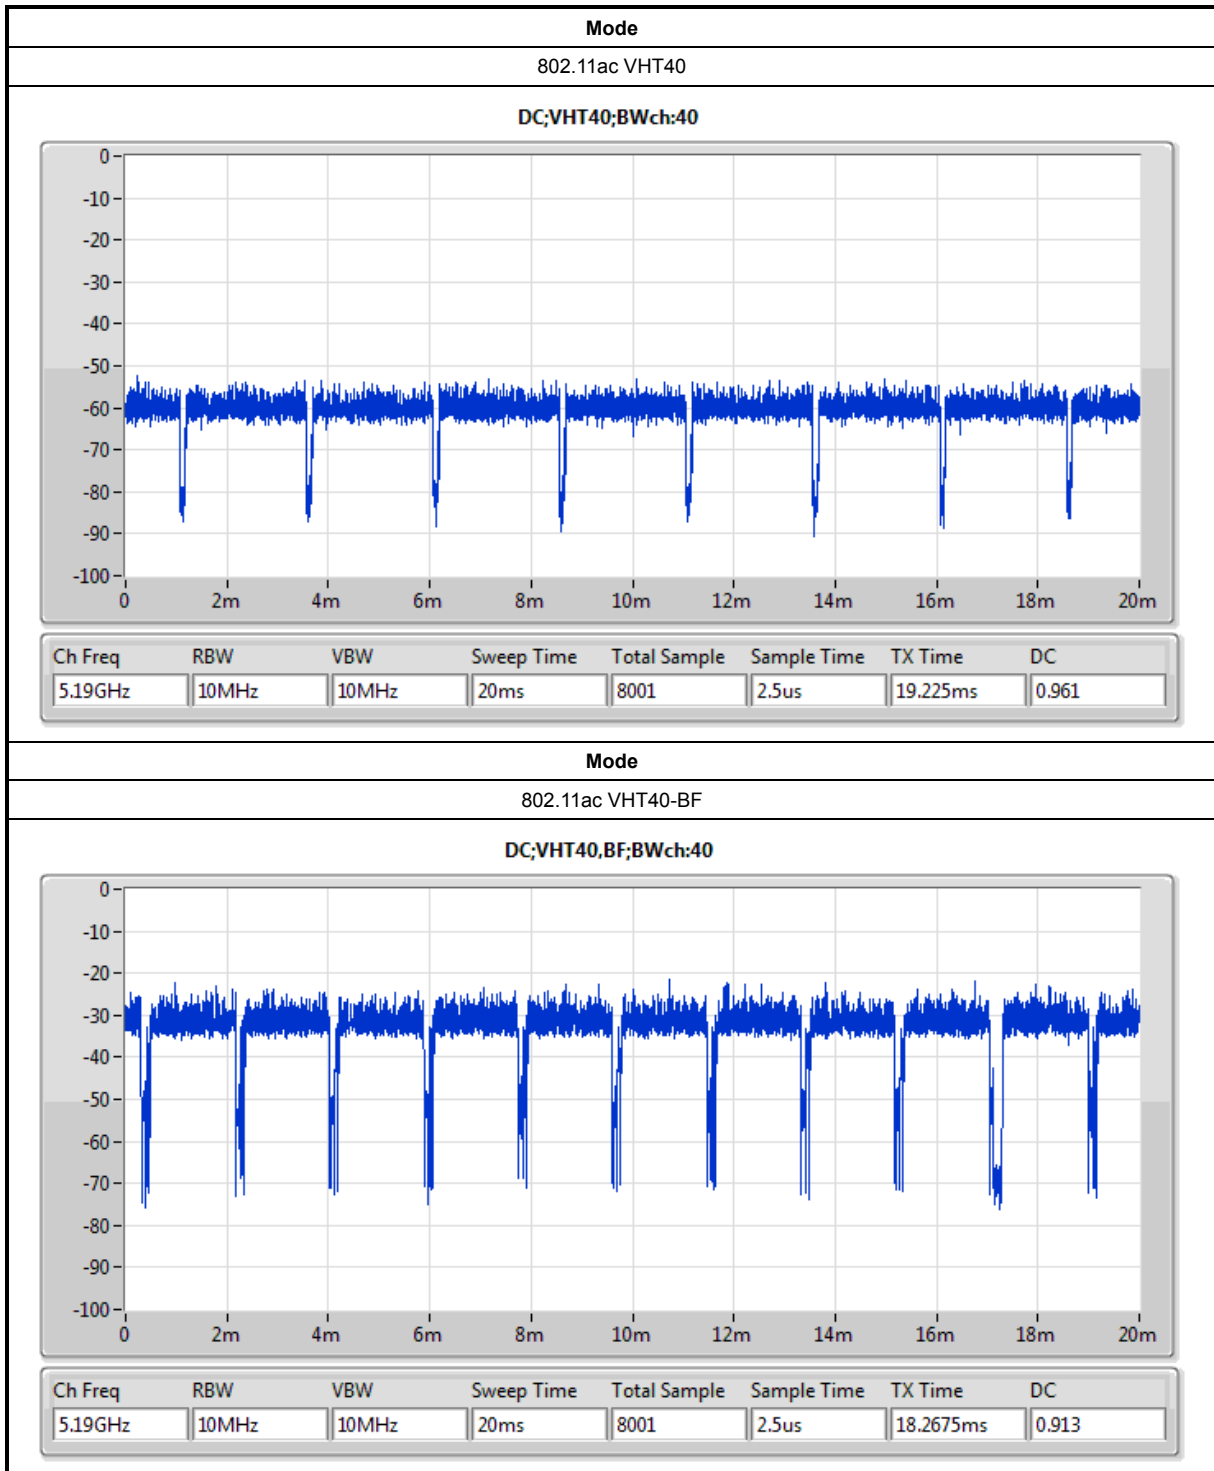 Mode
802.11ac VHT40
DC;VHT40;BWch:40
0
-10
-20
-30
-40
-50
-60
-70
-80
-90
-100
0 2m 4m 6m 8m 10m 12m 14m 16m 18m 20m
Ch Freq RBW VBW Sweep Time Total Sample Sample Time TX Time DC
5.19GHz 10MHz 10MHz 20ms 8001 2.5us 19.225ms 0.961
Mode
802.11ac VHT40-BF
DC;VHT40,BF;BWch:40
0
-10
-20
-30
-40
-50
-60
-70
-80
-90
-100
0 2m 4m 6m 8m 10m 12m 14m 16m 18m 20m
Ch Freq RBW VBW Sweep Time Total Sample Sample Time TX Time DC
5.19GHz 10MHz 10MHz 20ms 8001 2.5us 18.2675ms 0.913